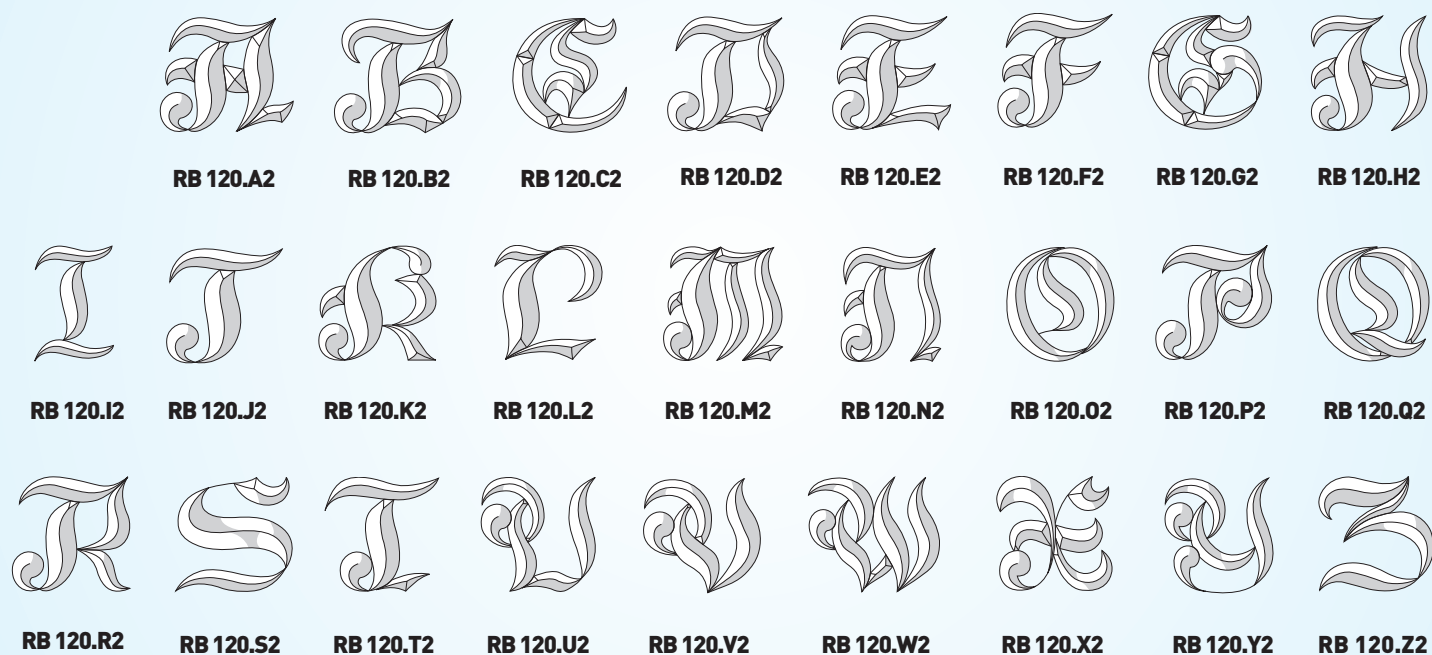 A B C D E F G H
RB 120.A2 RB 120.B2 RB 120.C2 RB 120.D2 RB 120.E2 RB 120.F2 RB 120.G2 RB 120.H2
I J K L M N O P Q
RB 120.I2 RB 120.J2 RB 120.K2 RB 120.L2 RB 120.M2 RB 120.N2 RB 120.O2 RB 120.P2 RB 120.Q2
R S T U V W X Y Z
RB 120.R2 RB 120.S2 RB 120.T2 RB 120.U2 RB 120.V2 RB 120.W2 RB 120.X2 RB 120.Y2 RB 120.Z2